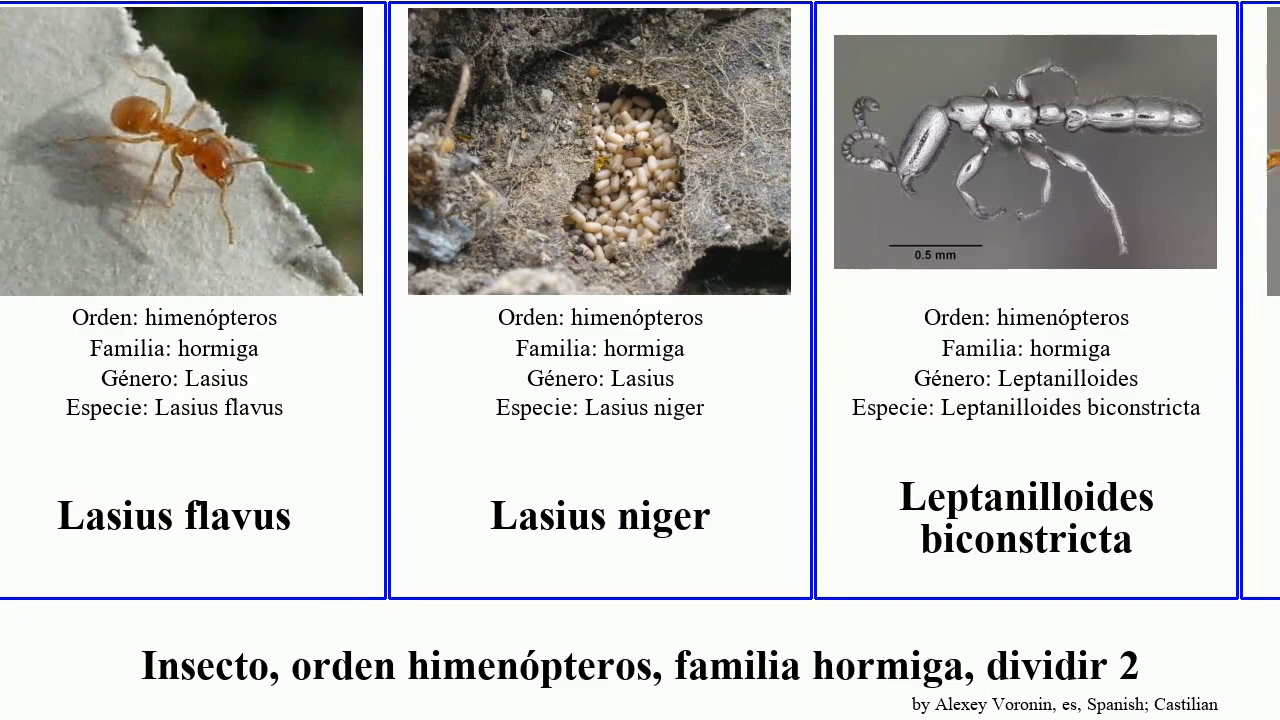 Orden: himenópteros
Familia: hormiga
Género: Lasius
Especie: Lasius flavus
Lasius flavus
Orden: himenópteros
Familia: hormiga
Género: Lasius
Especie: Lasius niger
Lasius niger
0.5 mm
Orden: himenópteros
Familia: hormiga
Género: Leptanilloides
Especie: Leptanilloides biconstricta
Leptanilloides
biconstricta
Insecto, orden himenópteros, familia hormiga, dividir 2
by Alexey Voronin, es, Spanish; Castilian